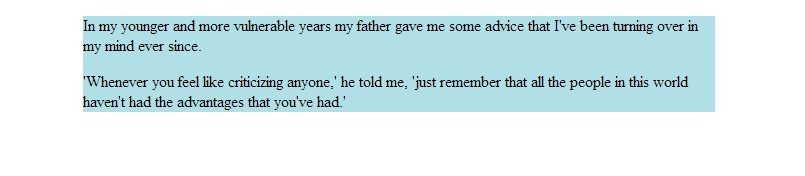 In my younger and more vulnerable years my father gave me some advice that I've been turning over in
my mind ever since.
'Whenever you feel like criticizing anyone,' he told me, 'just remember that all the people in this world
haven't had the advantages that you've had.'